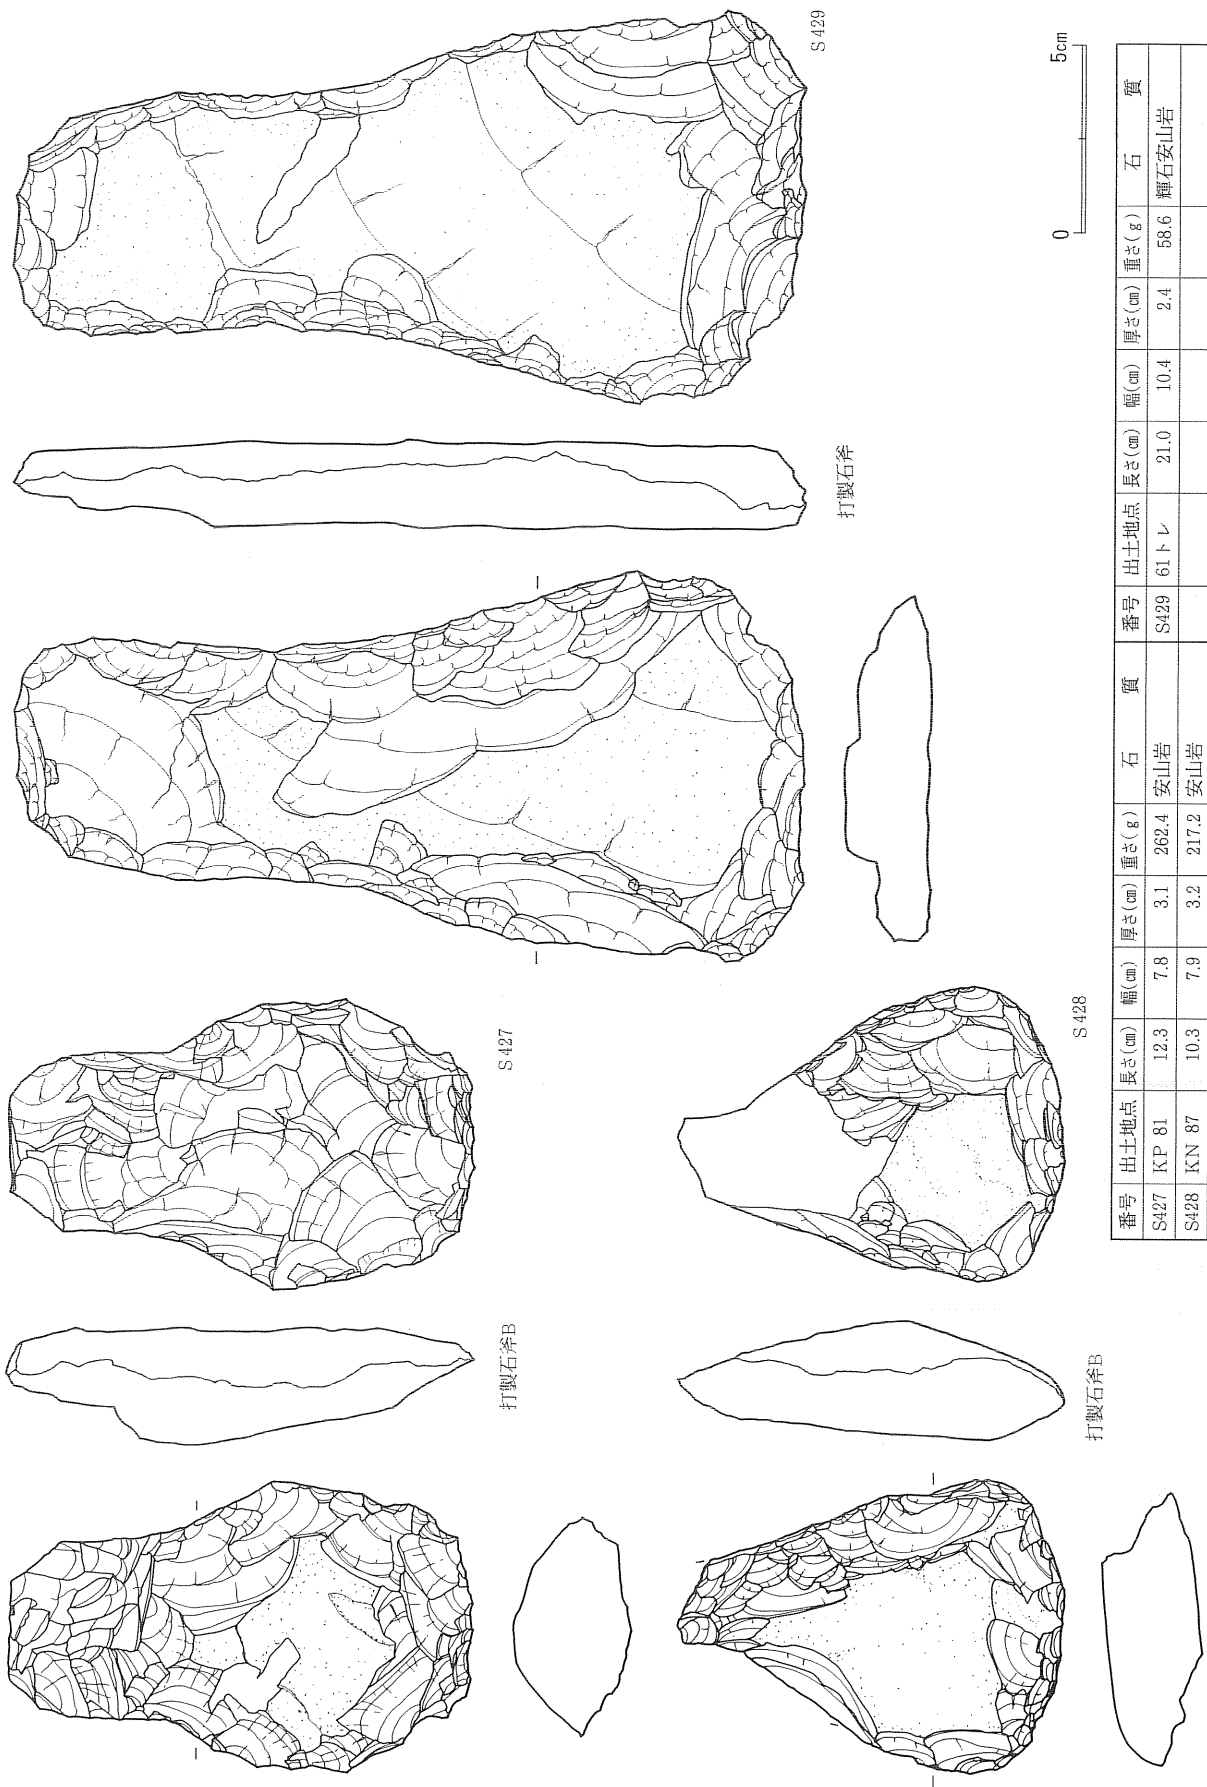 S 429
打製石斧
S 427
打製石斧B
S 428
打製石斧B
0 5cm
番号 出土地点 長さ(㎝) 幅(㎝) 厚さ(㎝) 重さ(g) 石質 番号 出土地点 長さ(㎝) 幅(㎝) 厚さ(㎝) 重さ(g) 石質
S427 KP 81 12.3 7.8 3.1 262.4 安山岩 S429 61トレ 21.0 10.4 2.4 58.6 輝石安山岩
S428 KN 87 10.3 7.9 3.2 217.2 安山岩